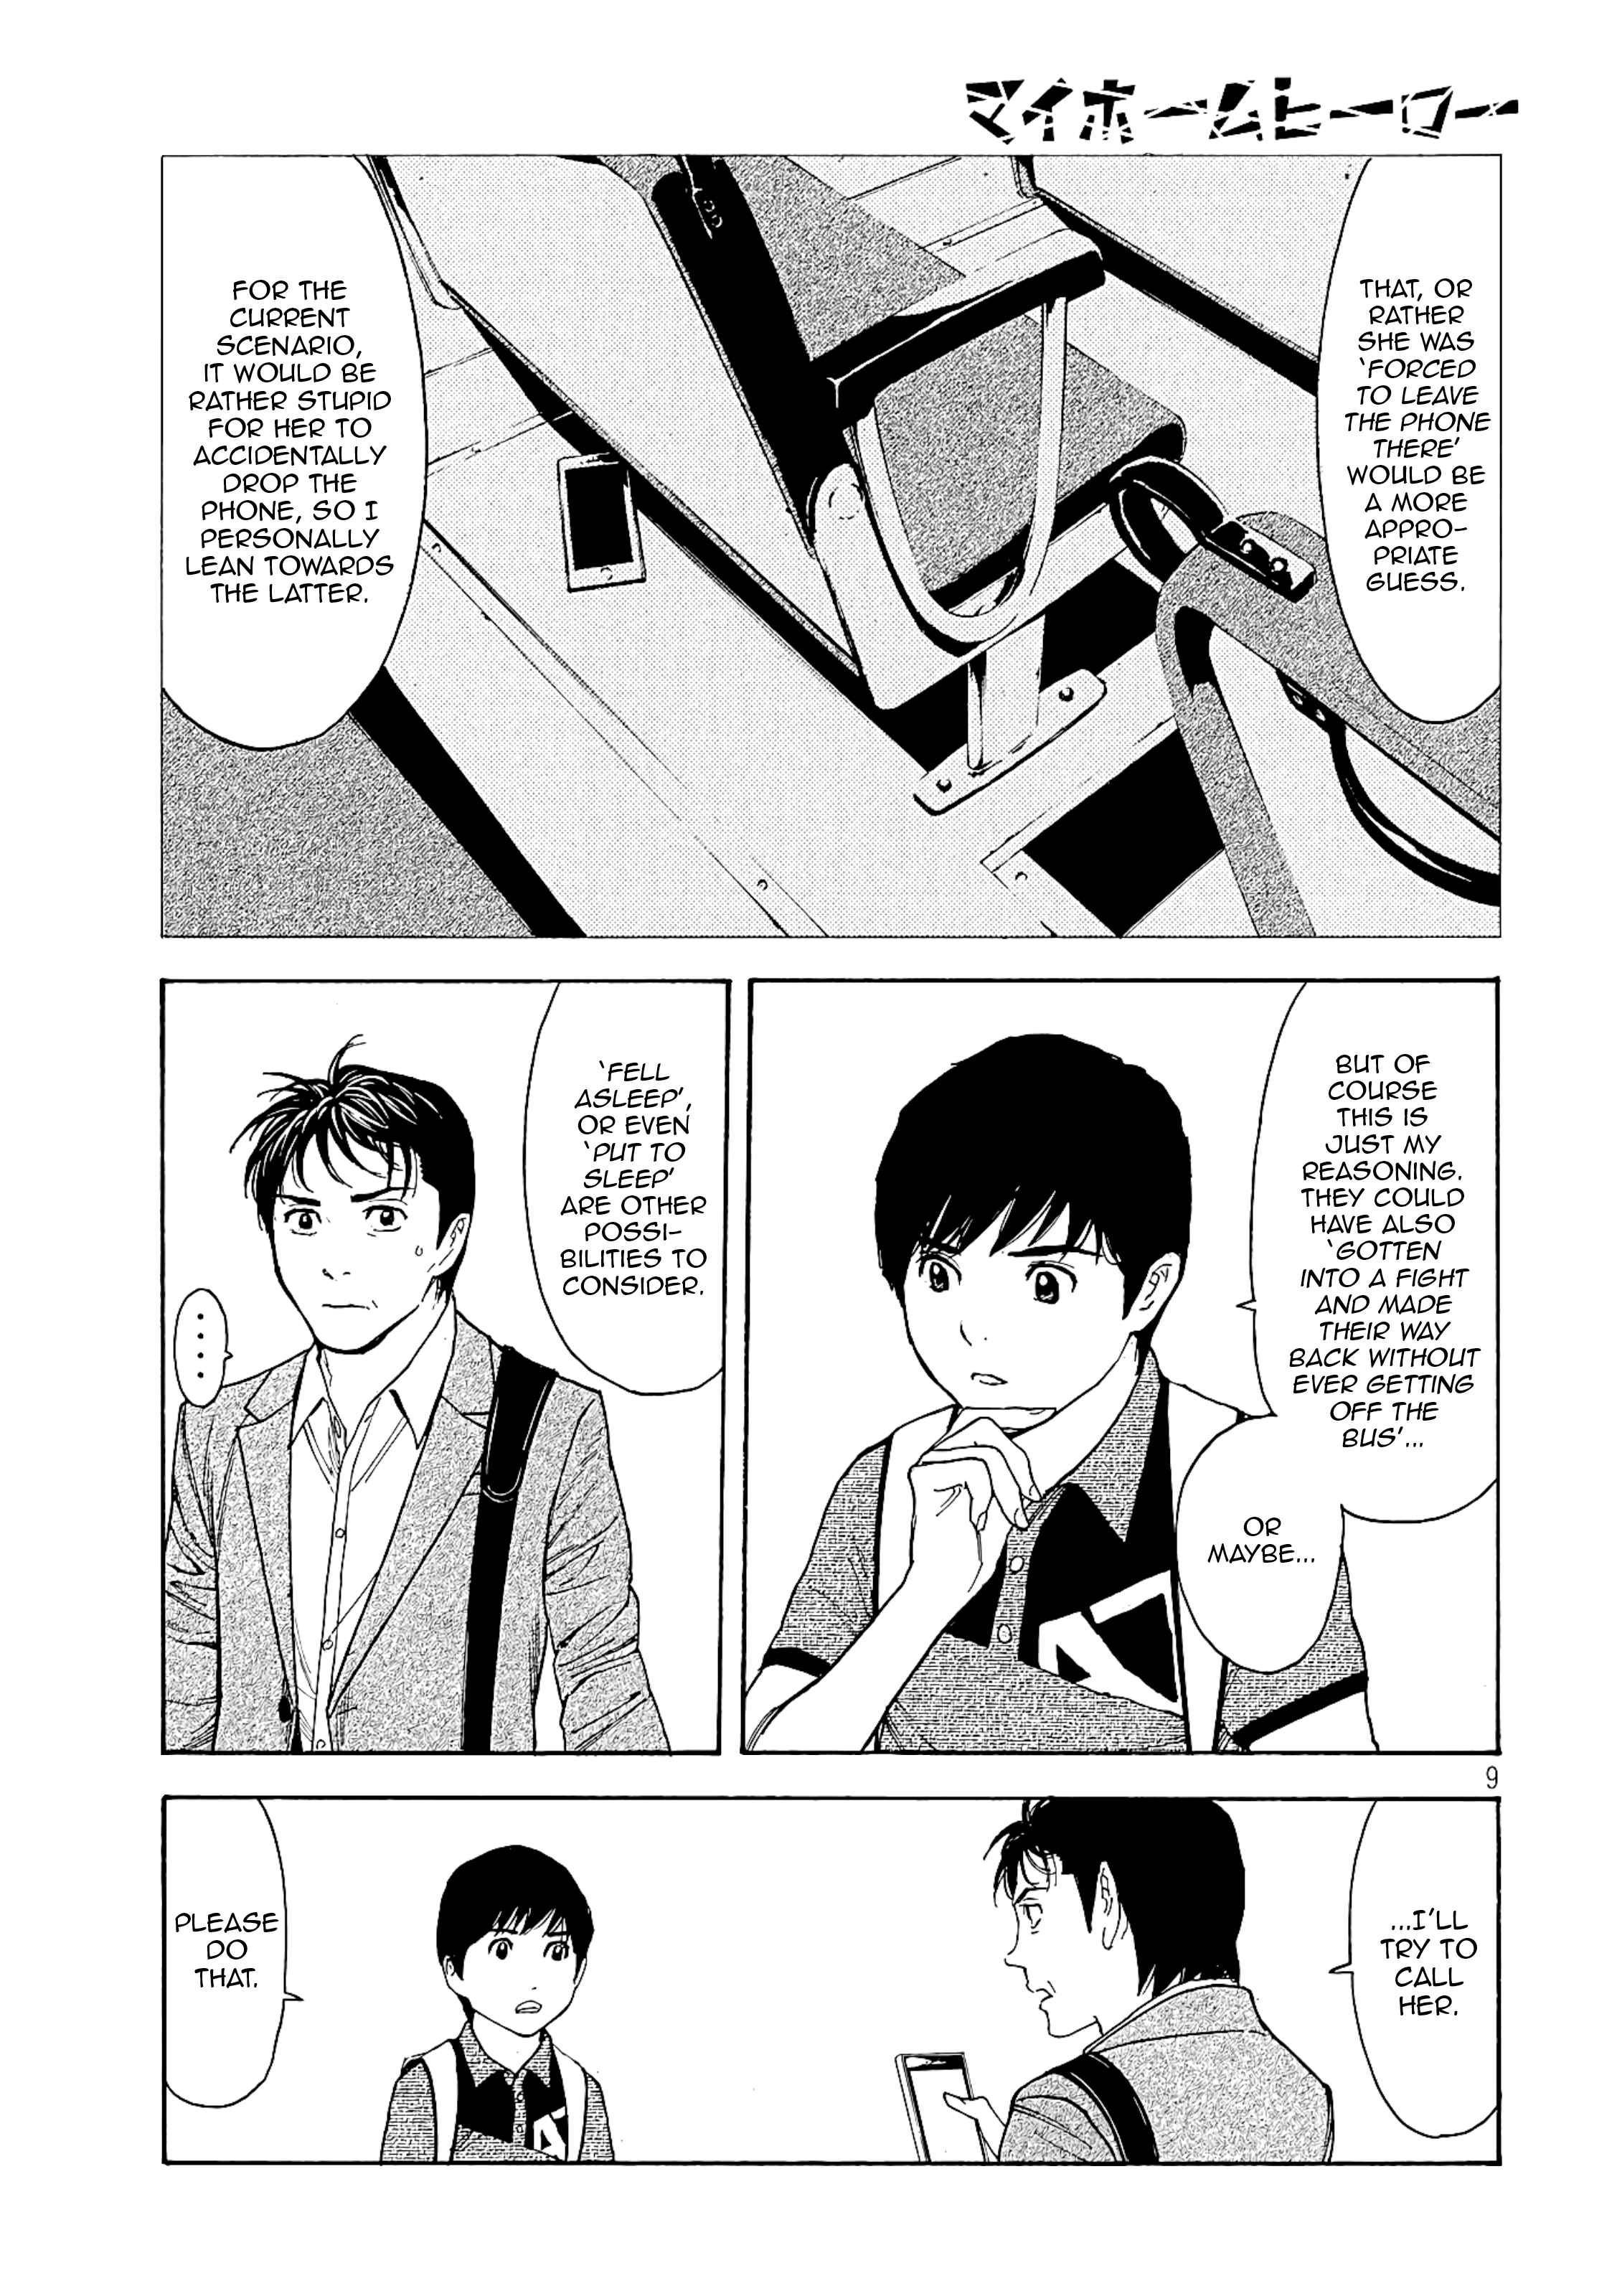 マイホームヒーロー
THAT, OR
RATHER
SHE WAS
'FORCED
TO LEAVE
THE PHONE
THERE'
WOULD BE
A MORE
APPRO-
PRIATE
GUESS.
FOR THE
CURRENT
SCENARIO,
IT WOULD BE
RATHER STUPID
FOR HER TO
ACCIDENTALLY
DROP THE
PHONE, SO I
PERSONALLY
LEAN TOWARDS
THE LATTER.
BUT OF
COURSE
THIS IS
JUST MY
REASONING.
THEY COULD
HAVE ALSO
'GOTTEN
INTO A FIGHT
AND MADE
THEIR WAY
BACK WITHOUT
EVER GETTING
OFF THE
BUS'...
OR
MAYBE...
'FELL
ASLEEP',
OR EVEN
'PUT TO
SLEEP'
ARE OTHER
POSSI-
BILITIES TO
CONSIDER.
....
9
...I'LL
TRY TO
CALL
HER.
PLEASE
DO
THAT.